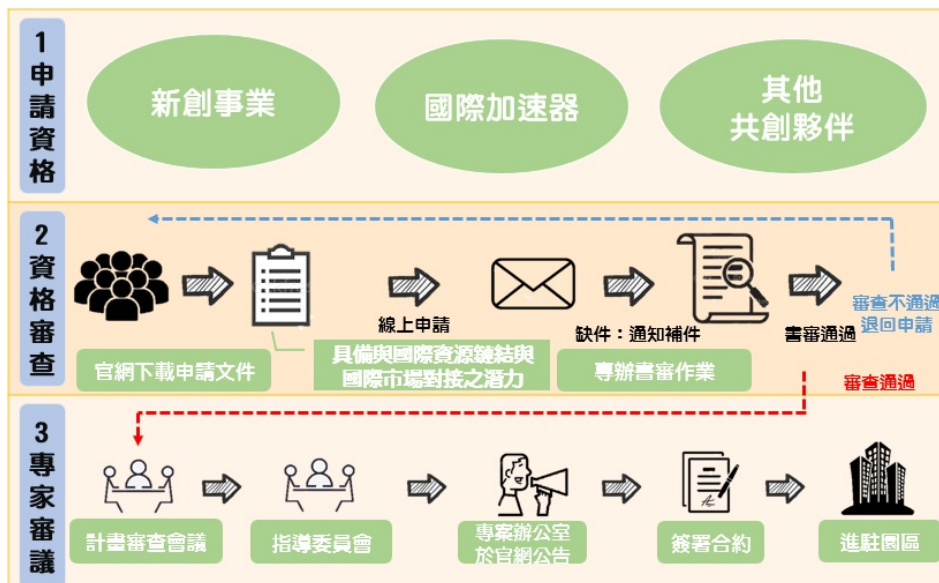 1
申
請
資
格
新創事業
國際加速器
其他
共創夥伴
2
資
格
審
查
線上申請
缺件：通知補件
書審通過
審查不通過
退回申請
官網下載申請文件
具備與國際資源鏈結與
國際市場對接之潛力
專辦書審作業
審查通過
3
專
家
審
議
計畫審查會議
指導委員會
專案辦公室
於官網公告
簽署合約
進駐園區